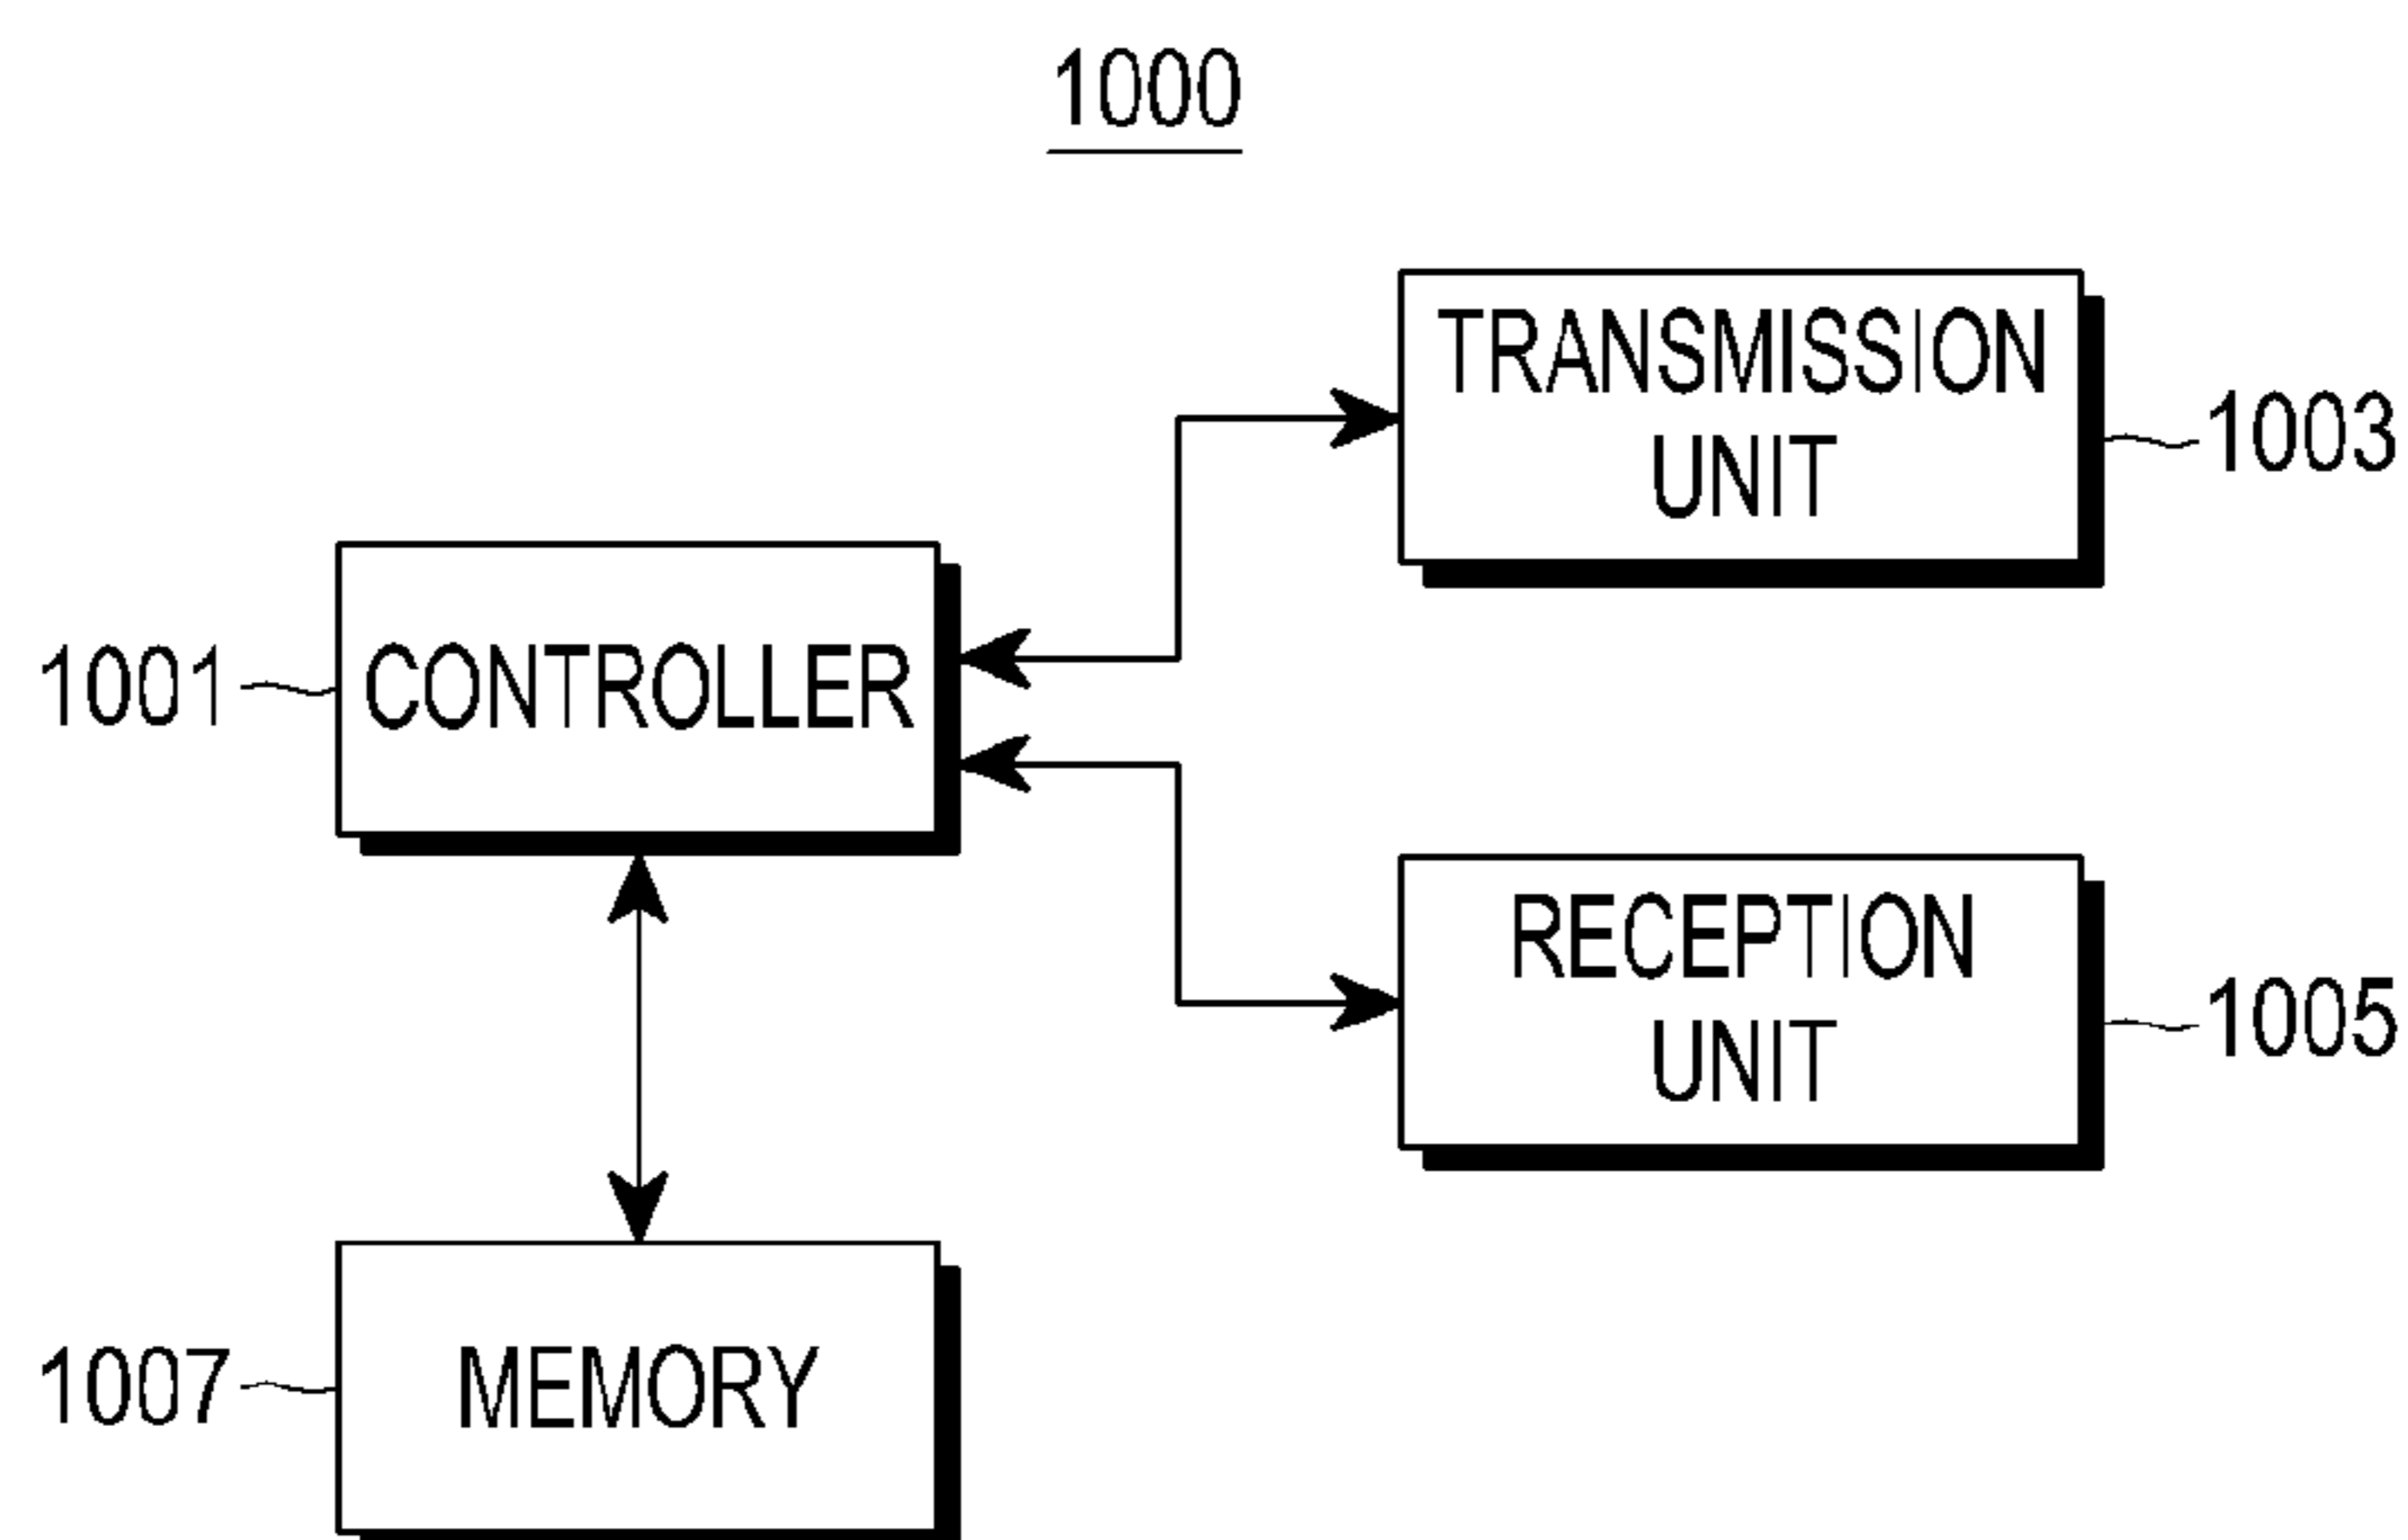 1000
TRANSMISSION
UNIT
1003
1001
CONTROLLER
RECEPTION
UNIT
1005
1007
MEMORY